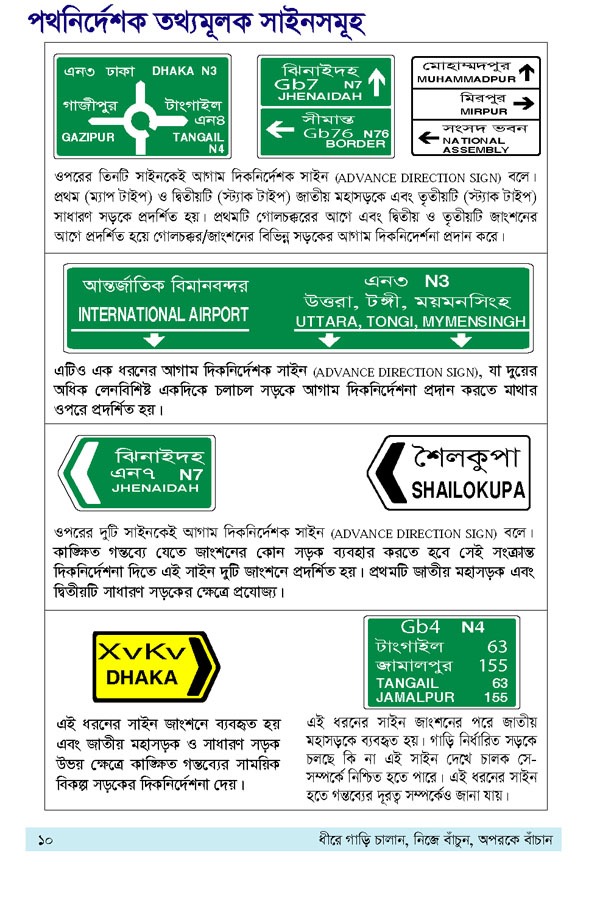 পথনির্দেশক তথ্যমূলক সাইনসমূহ
এন৩ ঢাকা DHAKA N3
গাজীপুর টাংগাইল
এন৪
GAZIPUR TANGAIL
N4
ঝিনাইদহ
Gb7 N7
JHENAIDAH
সীমান্ত
Gb76 N76
BORDER
মোহাম্মদপুর
MUHAMMADPUR
মিরপুর
MIRPUR
সংসদ ভবন
NATIONAL
ASSEMBLY
ওপরের তিনটি সাইনকেই আগাম দিকনির্দেশক সাইন (ADVANCE DIRECTION SIGN) বলে।
প্রথম (ম্যাপ টাইপ) ও দ্বিতীয়টি (স্ট্যাক টাইপ) জাতীয় মহাসড়কে এবং তৃতীয়টি (স্ট্যাক টাইপ)
সাধারণ সড়কে প্রদর্শিত হয়। প্রথমটি গোলচক্করের আগে এবং দ্বিতীয় ও তৃতীয়টি জাংশনের
আগে প্রদর্শিত হয়ে গোলচক্কর/জাংশনের বিভিন্ন সড়কের আগাম দিকনির্দেশনা প্রদান করে।
আন্তর্জাতিক বিমানবন্দর
INTERNATIONAL AIRPORT
এন৩ N3
উত্তরা, টঙ্গী, ময়মনসিংহ
UTTARA, TONGI, MYMENSINGH
এটিও এক ধরনের আগাম দিকনির্দেশক সাইন (ADVANCE DIRECTION SIGN), যা দুয়ের
অধিক লেনবিশিষ্ট একদিকে চলাচল সড়কে আগাম দিকনির্দেশনা প্রদান করতে মাথার
ওপরে প্রদর্শিত হয়।
ঝিনাইদহ
এন৭ N7
JHENAIDAH
শৈলকুপা
SHAILOKUPA
ওপরের দুটি সাইনকেই আগাম দিকনির্দেশক সাইন (ADVANCE DIRECTION SIGN) বলে।
কাঙ্ক্ষিত গন্তব্যে যেতে জাংশনের কোন সড়ক ব্যবহার করতে হবে সেই সংক্রান্ত
দিকনির্দেশনা দিতে এই সাইন দুটি জাংশনে প্রদর্শিত হয়। প্রথমটি জাতীয় মহাসড়ক এবং
দ্বিতীয়টি সাধারণ সড়কের ক্ষেত্রে প্রযোজ্য।
XvKv
DHAKA
এই ধরনের সাইন জাংশনে ব্যবহৃত হয়
এবং জাতীয় মহাসড়ক ও সাধারণ সড়ক
উভয় ক্ষেত্রে কাঙ্ক্ষিত গন্তব্যের সাময়িক
বিকল্প সড়কের দিকনির্দেশনা দেয়।
Gb4 N4
টাংগাইল 63
জামালপুর 155
TANGAIL 63
JAMALPUR 155
এই ধরনের সাইন জাংশনের পরে জাতীয়
মহাসড়কে ব্যবহৃত হয়। গাড়ি নির্ধারিত সড়কে
চলছে কি না এই সাইন দেখে চালক সে-
সম্পর্কে নিশ্চিত হতে পারে। এই ধরনের সাইন
হতে গন্তব্যের দূরত্ব সম্পর্কেও জানা যায়।
১০ ধীরে গাড়ি চালান, নিজে বাঁচুন, অপরকে বাঁচান